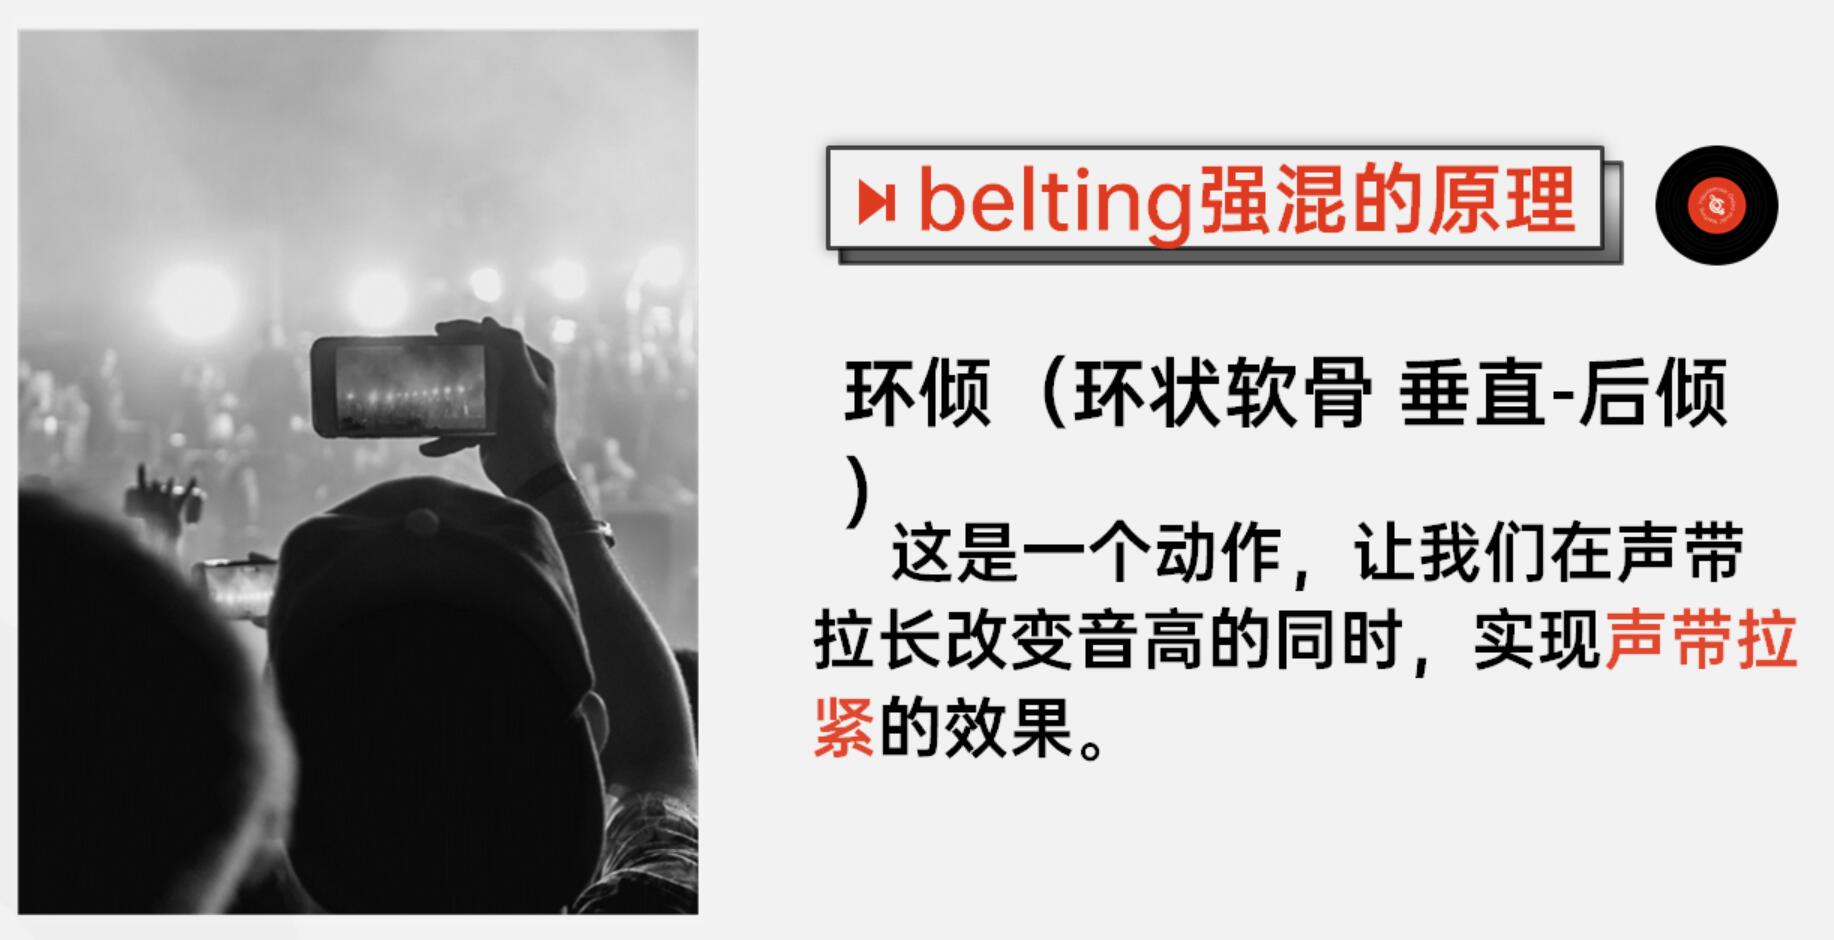 belting强混的原理
环倾（环状软骨 垂直-后倾
）
这是一个动作，让我们在声带
拉长改变音高的同时，实现声带拉
紧的效果。